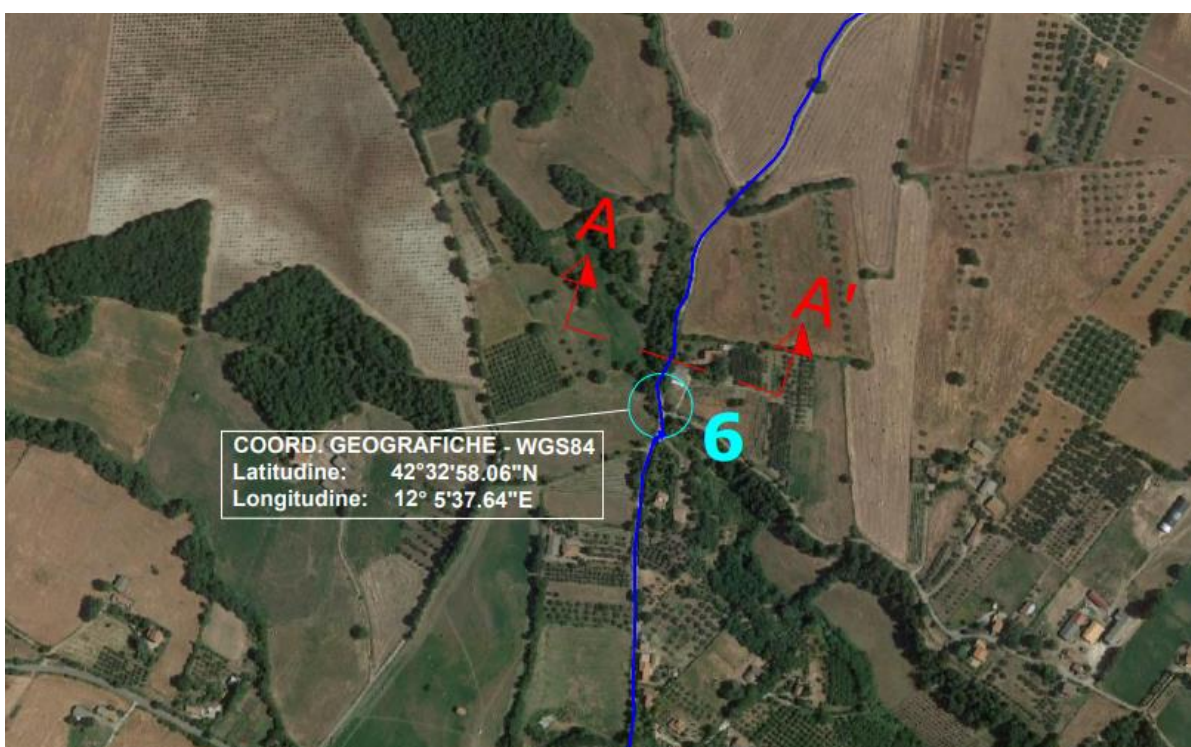 A
A'
6
COORD. GEOGRAFICHE - WGS84
Latitudine: 42°32'58.06"N
Longitudine: 12° 5'37.64"E